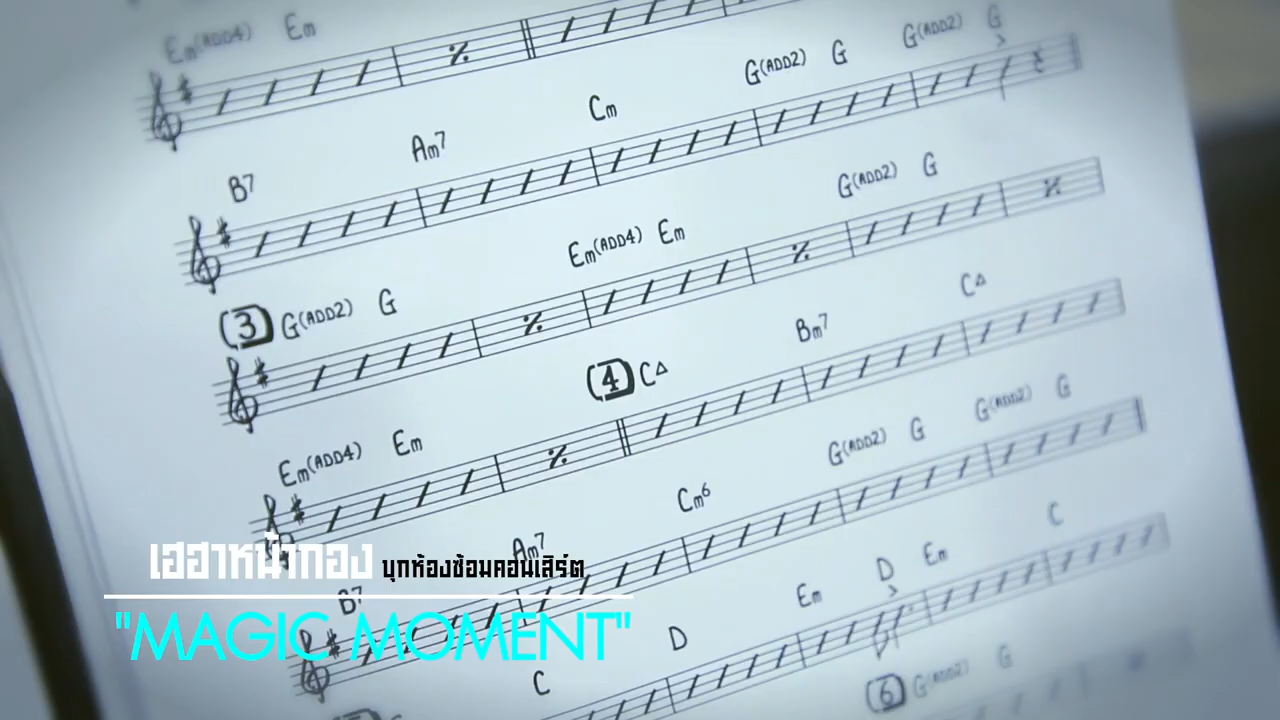 Em(ADD4) Em
B7 Am7 Cm G(ADD2) G G(ADD2) G
(3) G(ADD2) G Em(ADD4) Em G(ADD2) G
Em(ADD4) Em (4) C△ Bm7 C△
B7 Am7 Cm6 G(ADD2) G G(ADD2) G
C D Em D Em C
(6) G(ADD2) G
เฮฮาหน้ากอง บุกห้องซ้อมคอนเสิร์ต
"MAGIC MOMENT"